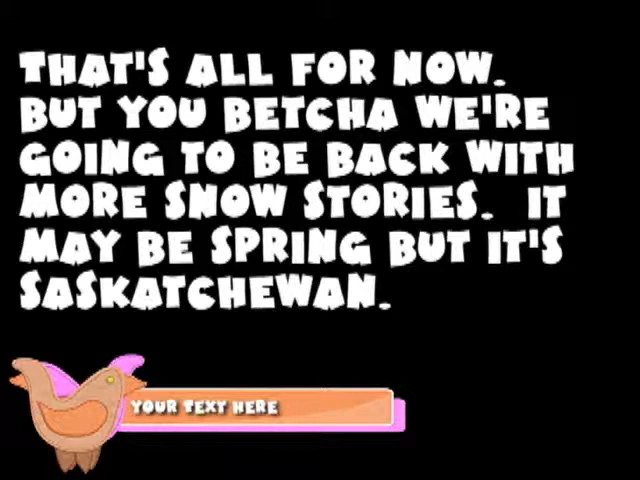 THAT'S ALL FOR NOW.
BUT YOU BETCHA WE'RE
GOING TO BE BACK WITH
MORE SNOW STORIES. IT
MAY BE SPRING BUT IT'S
SASKATCHEWAN.
YOUR TEXT HERE